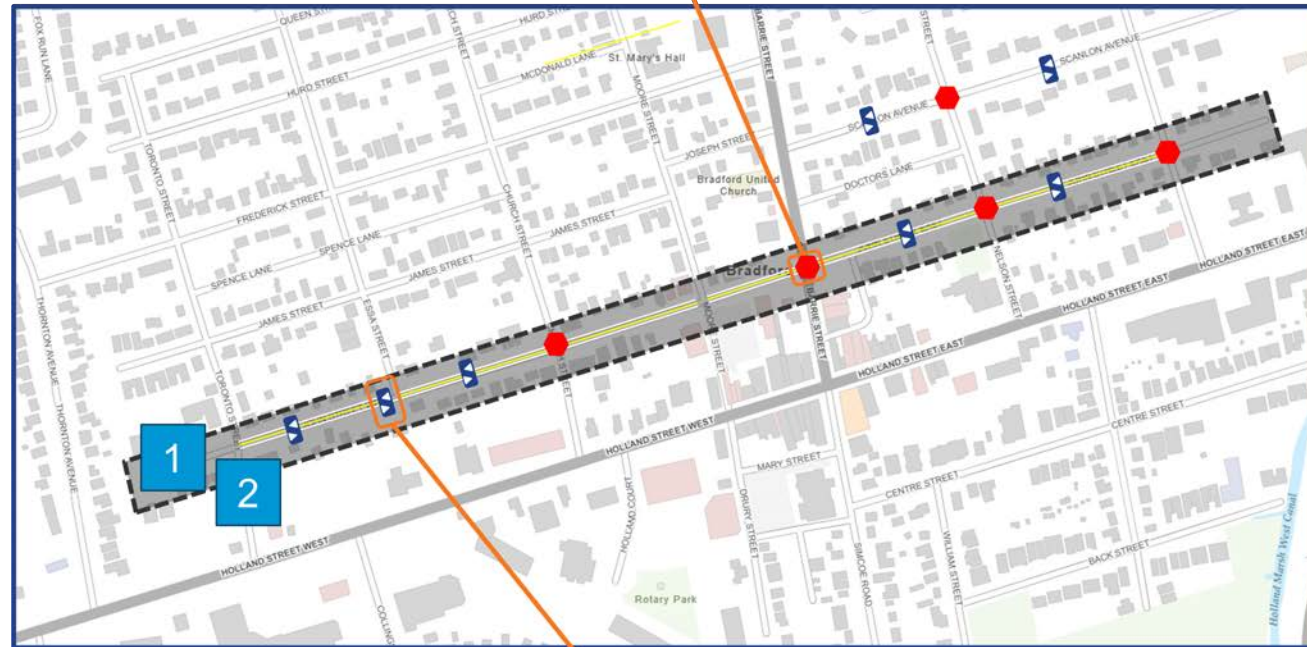 FOX RUN LANE
QUEEN STREET
HURD STREET
MCDONALD LANE
St. Mary's Hall
BARRIE STREET
STREET
SCANLON AVENUE
HURD STREET
MOORE STREET
JOSEPH STREET
SCANLON AVENUE
TORONTO STREET
CHURCH STREET
Bradford United
Church
DOCTORS LANE
FREDERICK STREET
SPENCE LANE
JAMES STREET
SPENCE LANE
JAMES STREET
Bradfor
NELSON STREET
HOLLAND STREET EAST
THORNTON AVENUE
ESSA STREET
JAMES STREET
MOO
STREET
BARRIE STREET
HOLLAND STREET EAST
TORONTO STREET
STREET
HOLLAND STREET EAST
THORNTON AVENUE
1
2
HOLLAND STREET WEST
CENTRE STREET
MARY STREET
HOLLAND COURT
DRURY STREET
CENTRE STREET
HOLLAND STREET WEST
SIMCOE ROAD
WILLIAM STREET
BACK STREET
Rotary Park
COLLING
Holland Marsh West Canal